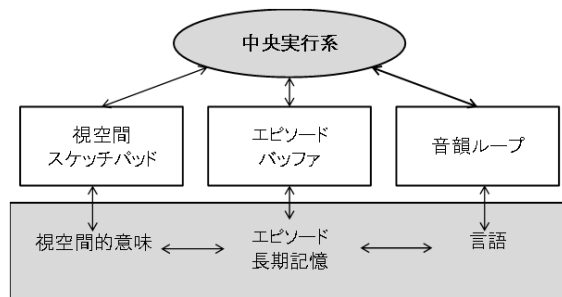 中央実行系
視空間
スケッチパッド
エピソード
バッファ
音韻ループ
視空間的意味
エピソード
長期記憶
言語